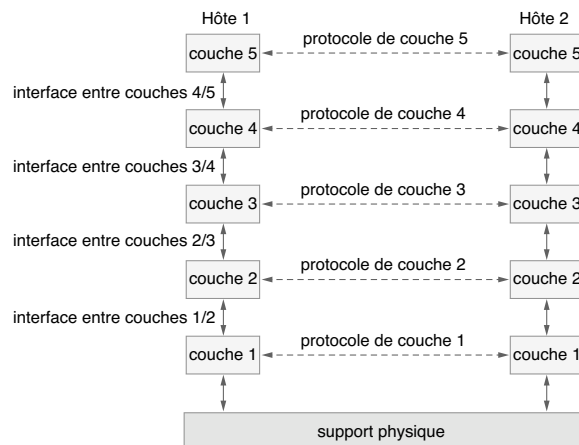 Hôte 1
Hôte 2
couche 5
protocole de couche 5
couche 5
interface entre couches 4/5
couche 4
protocole de couche 4
couche 4
interface entre couches 3/4
couche 3
protocole de couche 3
couche 3
interface entre couches 2/3
couche 2
protocole de couche 2
couche 2
interface entre couches 1/2
couche 1
protocole de couche 1
couche 1
support physique